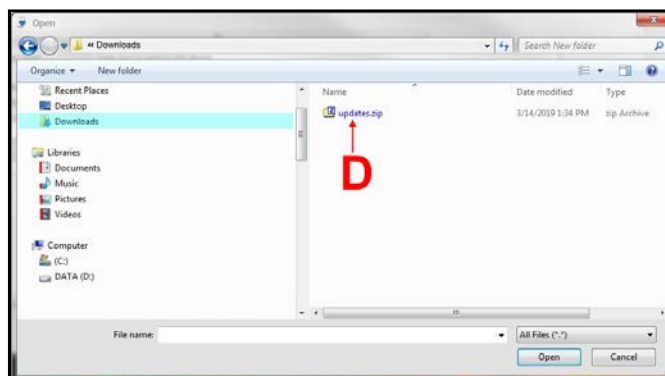 Open
« Downloads
Search New folder
Organize
New folder
Recent Places
Desktop
Downloads
Libraries
Documents
Music
Pictures
Videos
Computer
(C:)
DATA (D:)
Name
Date modified
Type
updates.zip
3/14/2019 1:34 PM
zip Archive
D
File name:
All Files (*.*)
Open
Cancel